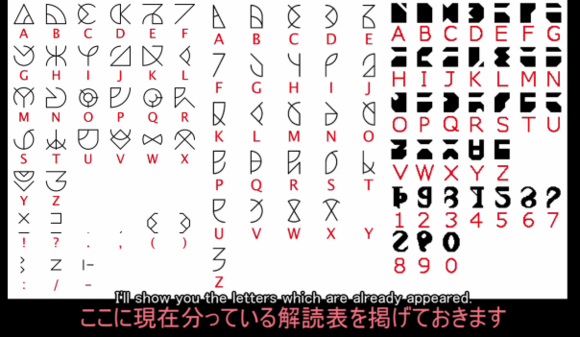 A B C D E F
G H I J K L
M N O P Q R
S T U V W X
Y Z
! ? . , ( )
: / -
A B C D E
F G H I J
K L M N O
P Q R S T
U V W X Y
Z
A B C D E F G
H I J K L M N
O P Q R S T U
V W X Y Z
1 2 3 4 5 6 7
8 9 0
I'll show you the letters which are already appeared.
ここに現在分っている解読表を掲げておきます